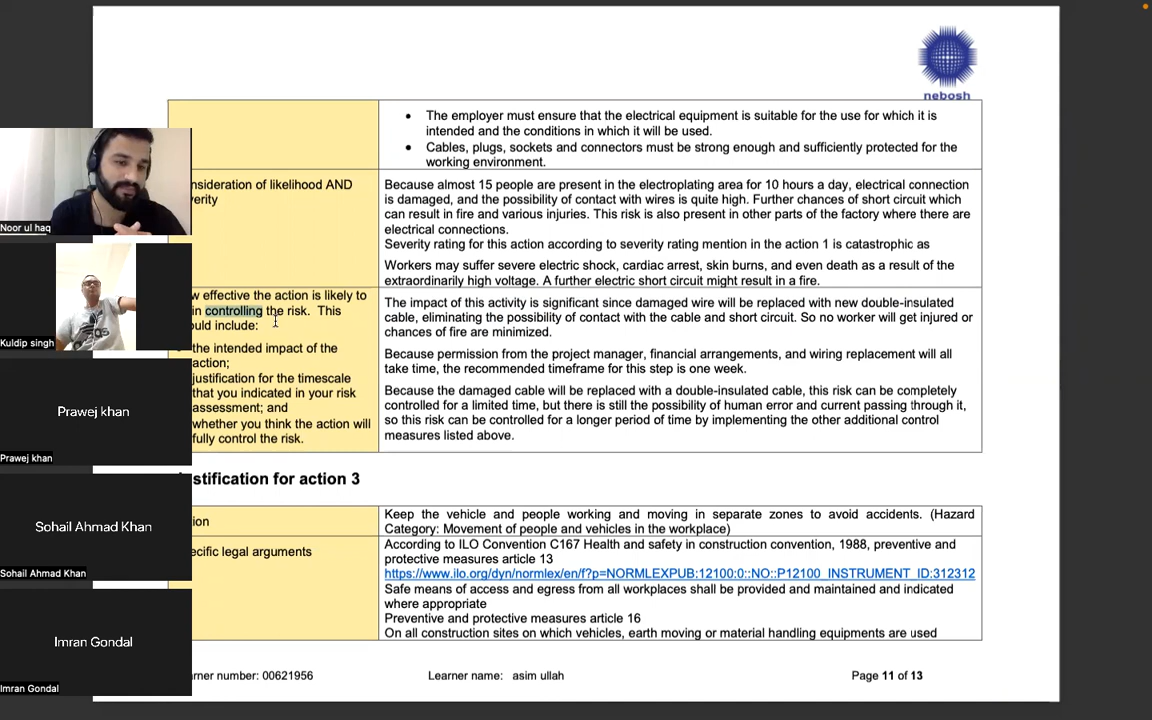 nebosh
• The employer must ensure that the electrical equipment is suitable for the use for which it is
intended and the conditions in which it will be used.
• Cables, plugs, sockets and connectors must be strong enough and sufficiently protected for the
working environment.
nsideration of likelihood AND
verity
Because almost 15 people are present in the electroplating area for 10 hours a day, electrical connection
is damaged, and the possibility of contact with wires is quite high. Further chances of short circuit which
can result in fire and various injuries. This risk is also present in other parts of the factory where there are
electrical connections.
Severity rating for this action according to severity rating mention in the action 1 is catastrophic as
Workers may suffer severe electric shock, cardiac arrest, skin burns, and even death as a result of the
extraordinarily high voltage. A further electric short circuit might result in a fire.
w effective the action is likely to
in controlling the risk. This
ould include:
the intended impact of the
action;
justification for the timescale
that you indicated in your risk
assessment; and
whether you think the action will
fully control the risk.
The impact of this activity is significant since damaged wire will be replaced with new double-insulated
cable, eliminating the possibility of contact with the cable and short circuit. So no worker will get injured or
chances of fire are minimized.
Because permission from the project manager, financial arrangements, and wiring replacement will all
take time, the recommended timeframe for this step is one week.
Because the damaged cable will be replaced with a double-insulated cable, this risk can be completely
controlled for a limited time, but there is still the possibility of human error and current passing through it,
so this risk can be controlled for a longer period of time by implementing the other additional control
measures listed above.
stification for action 3
ion
Keep the vehicle and people working and moving in separate zones to avoid accidents. (Hazard
Category: Movement of people and vehicles in the workplace)
ecific legal arguments
According to ILO Convention C167 Health and safety in construction convention, 1988, preventive and
protective measures article 13
https://www.ilo.org/dyn/normlex/en/f?p=NORMLEXPUB:12100:0::NO::P12100_INSTRUMENT_ID:312312
Safe means of access and egress from all workplaces shall be provided and maintained and indicated
where appropriate
Preventive and protective measures article 16
On all construction sites on which vehicles, earth moving or material handling equipments are used
rner number: 00621956 Learner name: asim ullah Page 11 of 13
Noor ul haq
Kuldip singh
Prawej khan
Prawej khan
Sohail Ahmad Khan
Sohail Ahmad Khan
Imran Gondal
Imran Gondal